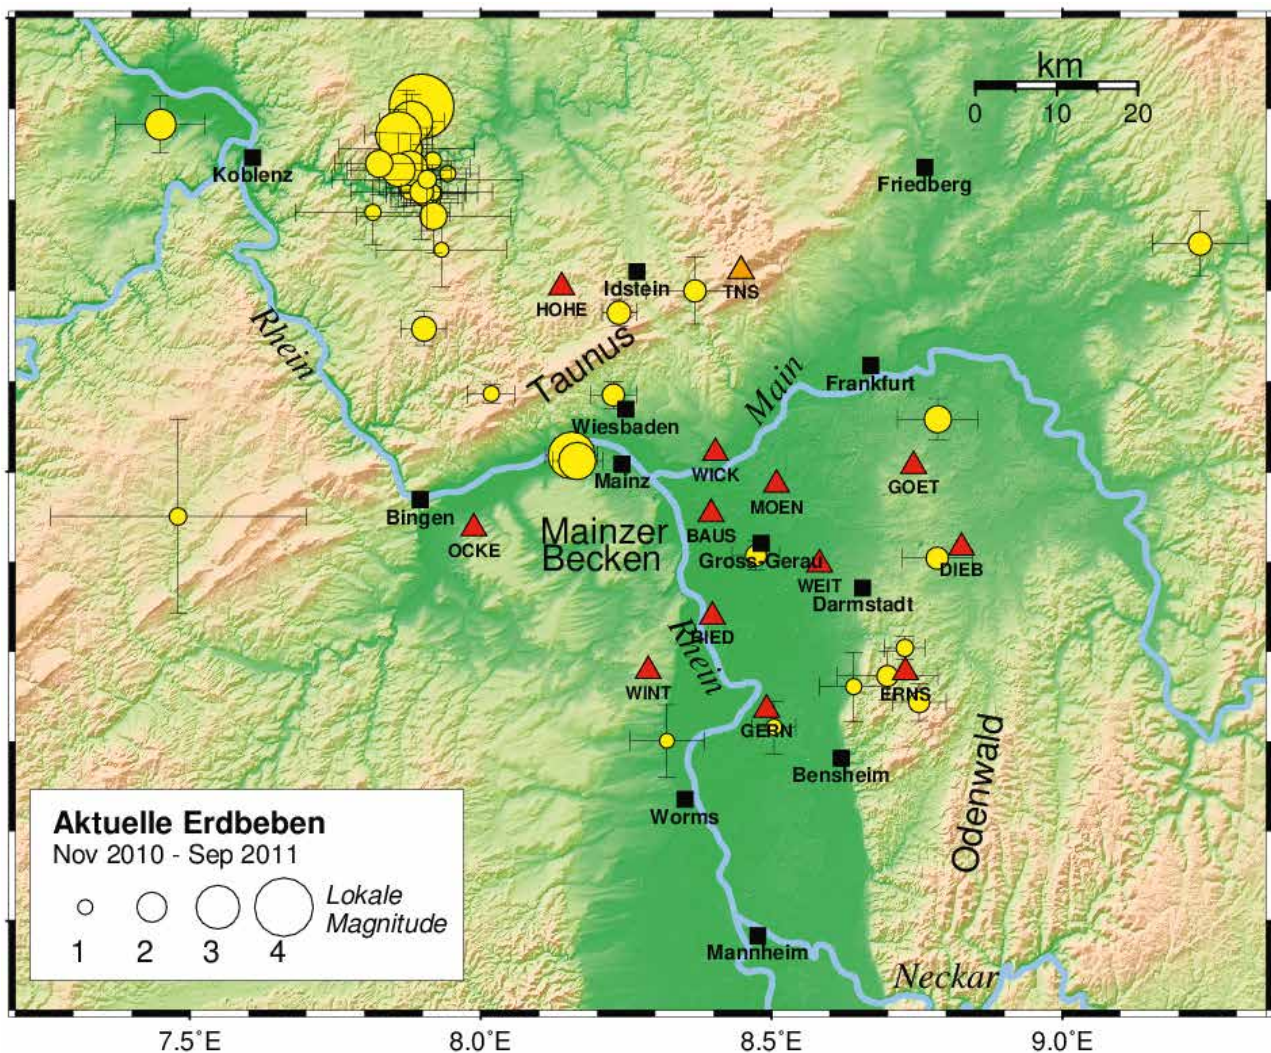 km
0 10 20
Koblenz
Friedberg
Idstein
TNS
HOHE
Rhein
Taunus
Main
Frankfurt
Wiesbaden
Mainz
WICK
GOET
MOEN
Bingen
OCKE
Mainzer
Becken
BAUS
Gross-Gerau
WEIT
DIEB
Darmstadt
RIED
Rhein
WINT
ERNS
GERN
Bensheim
Worms
Odenwald
Mannheim
Neckar
Aktuelle Erdbeben
Nov 2010 - Sep 2011
Lokale
Magnitude
1 2 3 4
7.5°E 8.0°E 8.5°E 9.0°E